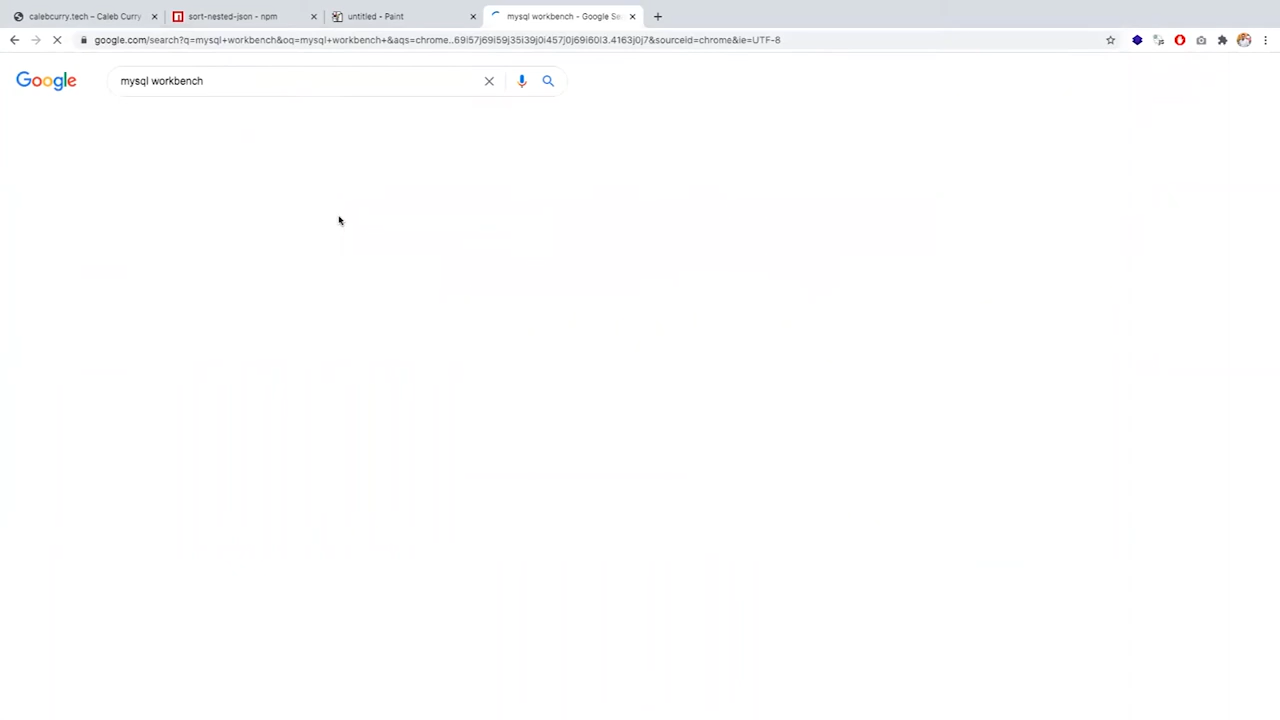 calebcurry.tech – Caleb Curry
sort-nested-json - npm
untitled - Paint
mysql workbench - Google Se
google.com/search?q=mysql+workbench&oq=mysql+workbench+&aqs=chrome..69i57j69i59j35i39j0i457j0j69i60l3.4163j0j7&sourceid=chrome&ie=UTF-8
Google
mysql workbench